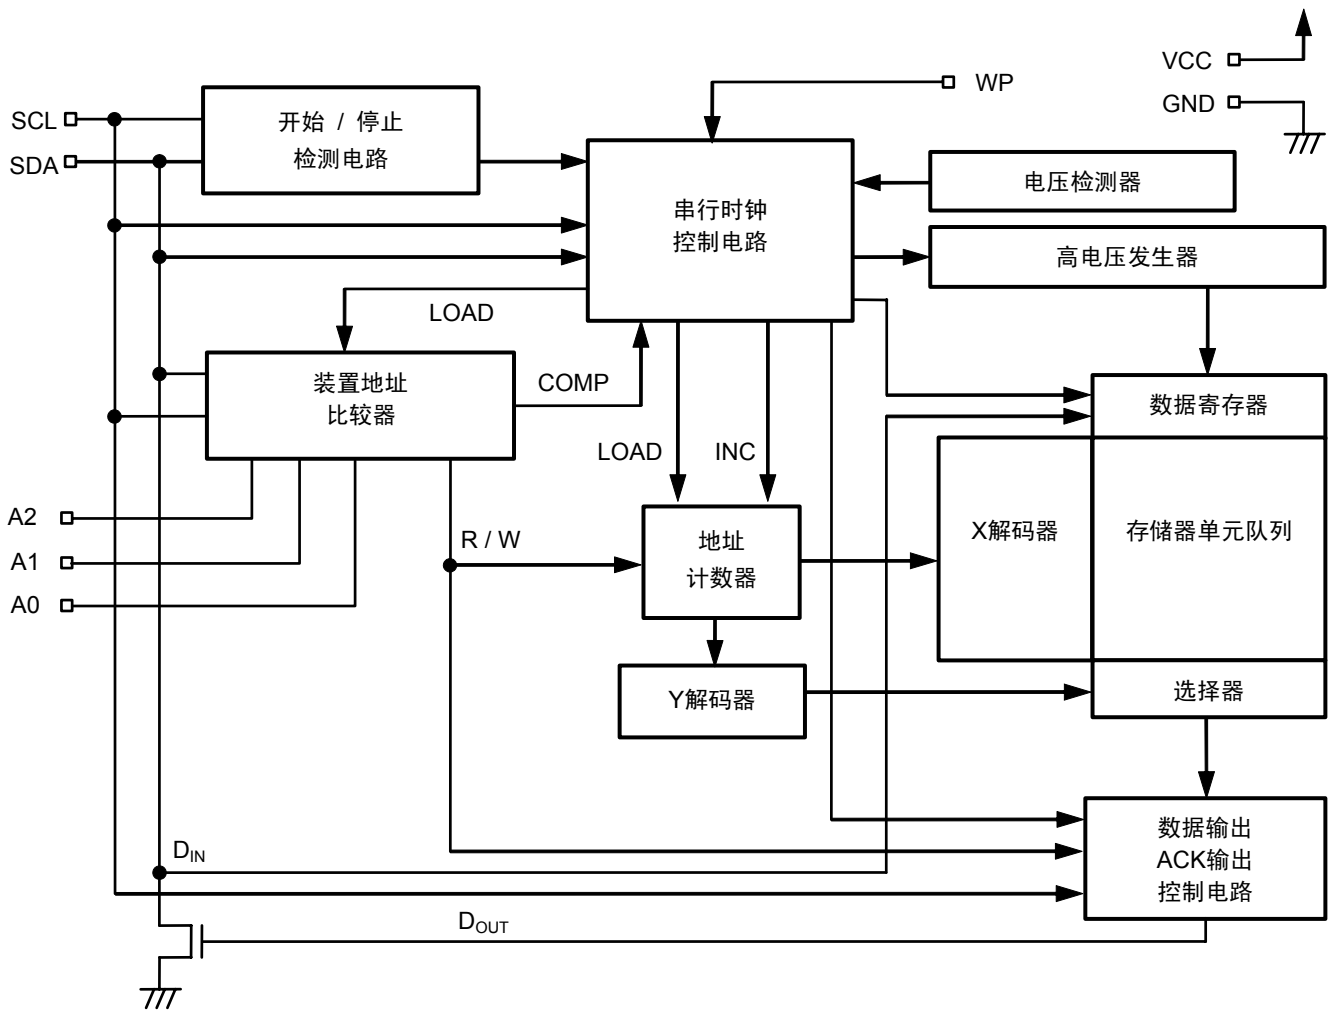 VCC
WP
GND
SCL
SDA
开始 / 停止
检测电路
串行时钟
控制电路
电压检测器
高电压发生器
LOAD
装置地址
比较器
COMP
数据寄存器
LOAD
INC
A2
A1
A0
R / W
地址
计数器
X解码器
存储器单元队列
Y解码器
选择器
数据输出
ACK输出
控制电路
DIN
DOUT